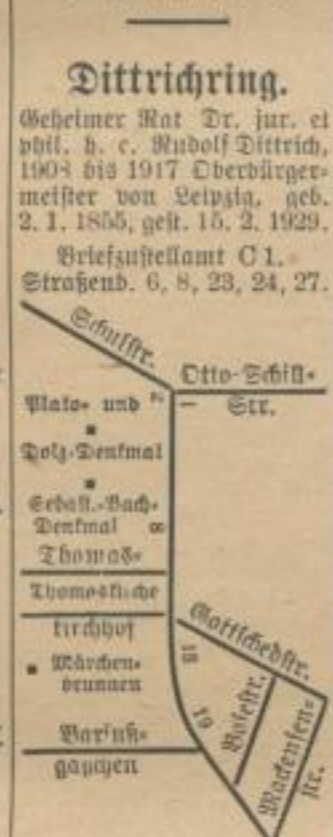 Dittrichring.
Geheimer Rat Dr. jur. et
phil. h. c. Rudolf Dittrich,
1908 bis 1917 Oberbürger-
meister von Leipzig, geb.
2. 1. 1855, gest. 15. 2. 1929.
Briefzustellamt C 1.
Straßenb. 6, 8, 23, 24, 27.
Schulstr.
Otto-Schill-
Str.
Plato- und
Dolz-Denkmal
Sebast.-Bach-
Denkmal 8
Thomas-
Thomaskirche
kirchhof
Märchen-
brunnen
Gottschedstr.
18
19
Bosestr.
Mackensen-
str.
Barfuß-
gäßchen